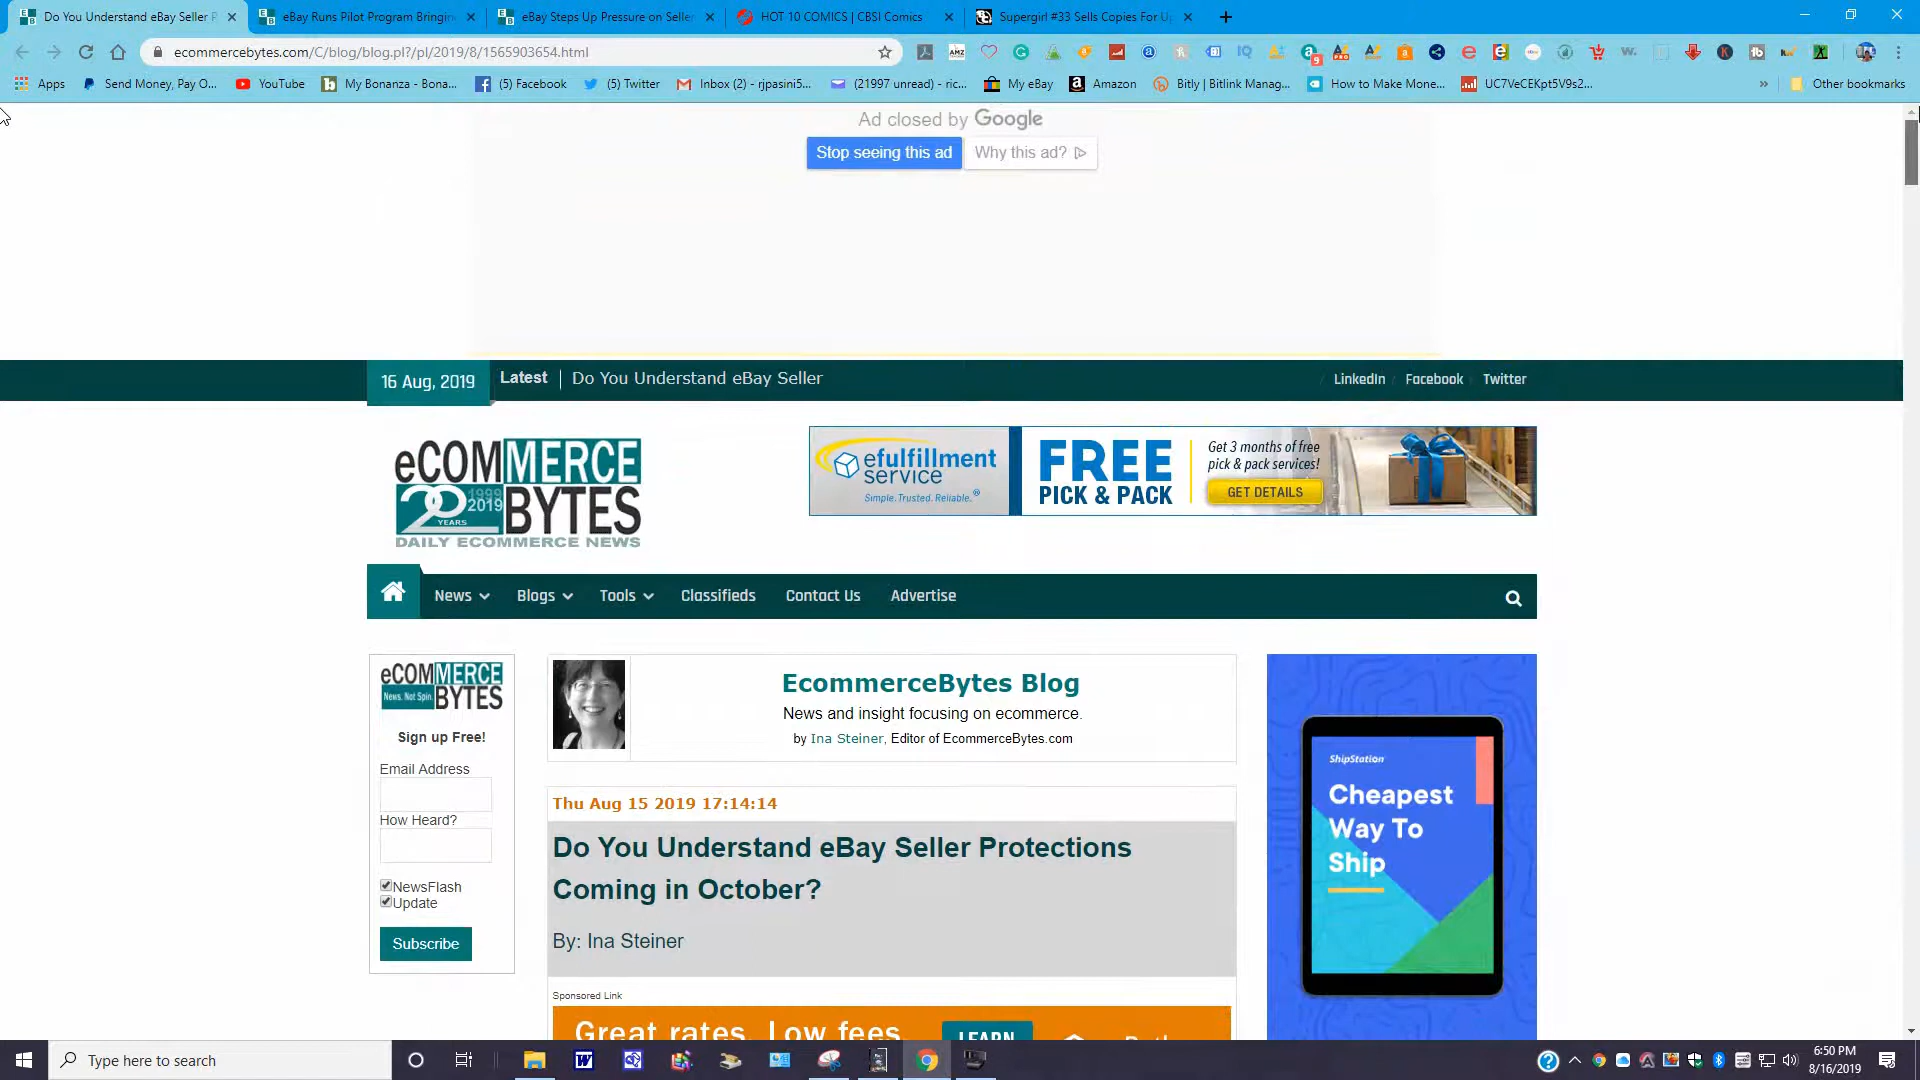 Do You Understand eBay Seller P
eBay Runs Pilot Program Bringin
eBay Steps Up Pressure on Seller
HOT 10 COMICS | CBSI Comics
Supergirl #33 Sells Copies For U
ecommercebytes.com/C/blog/blog.pl?/pl/2019/8/1565903654.html
Apps
Send Money, Pay O...
YouTube
My Bonanza - Bona...
(5) Facebook
(5) Twitter
Inbox (2) - rjpasini5...
(21997 unread) - ric...
My eBay
Amazon
Bitly | Bitlink Manag...
How to Make Mone...
UC7VeCEKpt5V9s2...
»
Other bookmarks
Ad closed by Google
Stop seeing this ad
Why this ad?
16 Aug, 2019
Latest
Do You Understand eBay Seller
LinkedIn
Facebook
Twitter
eCOMMERCE
BYTES
20 YEARS
1999
2019
DAILY ECOMMERCE NEWS
efulfillment
service
Simple. Trusted. Reliable.®
FREE
PICK & PACK
Get 3 months of free
pick & pack services!
GET DETAILS
News
Blogs
Tools
Classifieds
Contact Us
Advertise
eCOMMERCE
News. Not Spin. BYTES
Sign up Free!
Email Address
How Heard?
NewsFlash
Update
Subscribe
EcommerceBytes Blog
News and insight focusing on ecommerce.
by Ina Steiner, Editor of EcommerceBytes.com
Thu Aug 15 2019 17:14:14
Do You Understand eBay Seller Protections
Coming in October?
By: Ina Steiner
Sponsored Link
Great rates. Low fees.
LEARN
ShipStation
Cheapest
Way To
Ship
Type here to search
6:50 PM
8/16/2019